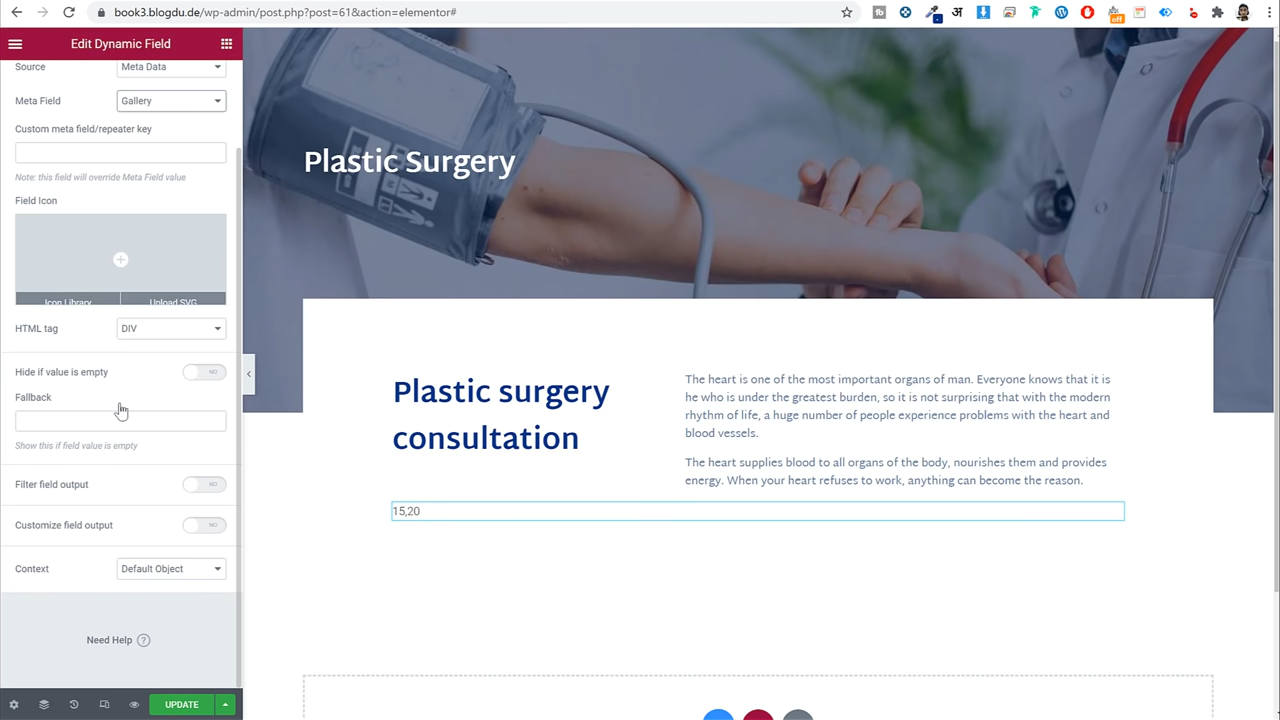 book3.blogdu.de/wp-admin/post.php?post=61&action=elementor#
off
Edit Dynamic Field
Source
Meta Data
Meta Field
Gallery
Custom meta field/repeater key
Note: this field will override Meta Field value
Field Icon
Icon Library
Upload SVG
HTML tag
DIV
Hide if value is empty
NO
Fallback
Show this if field value is empty
Filter field output
NO
Customize field output
NO
Context
Default Object
Need Help
?
UPDATE
Plastic Surgery
Plastic surgery
consultation
The heart is one of the most important organs of man. Everyone knows that it is
he who is under the greatest burden, so it is not surprising that with the modern
rhythm of life, a huge number of people experience problems with the heart and
blood vessels.
The heart supplies blood to all organs of the body, nourishes them and provides
energy. When your heart refuses to work, anything can become the reason.
15,20